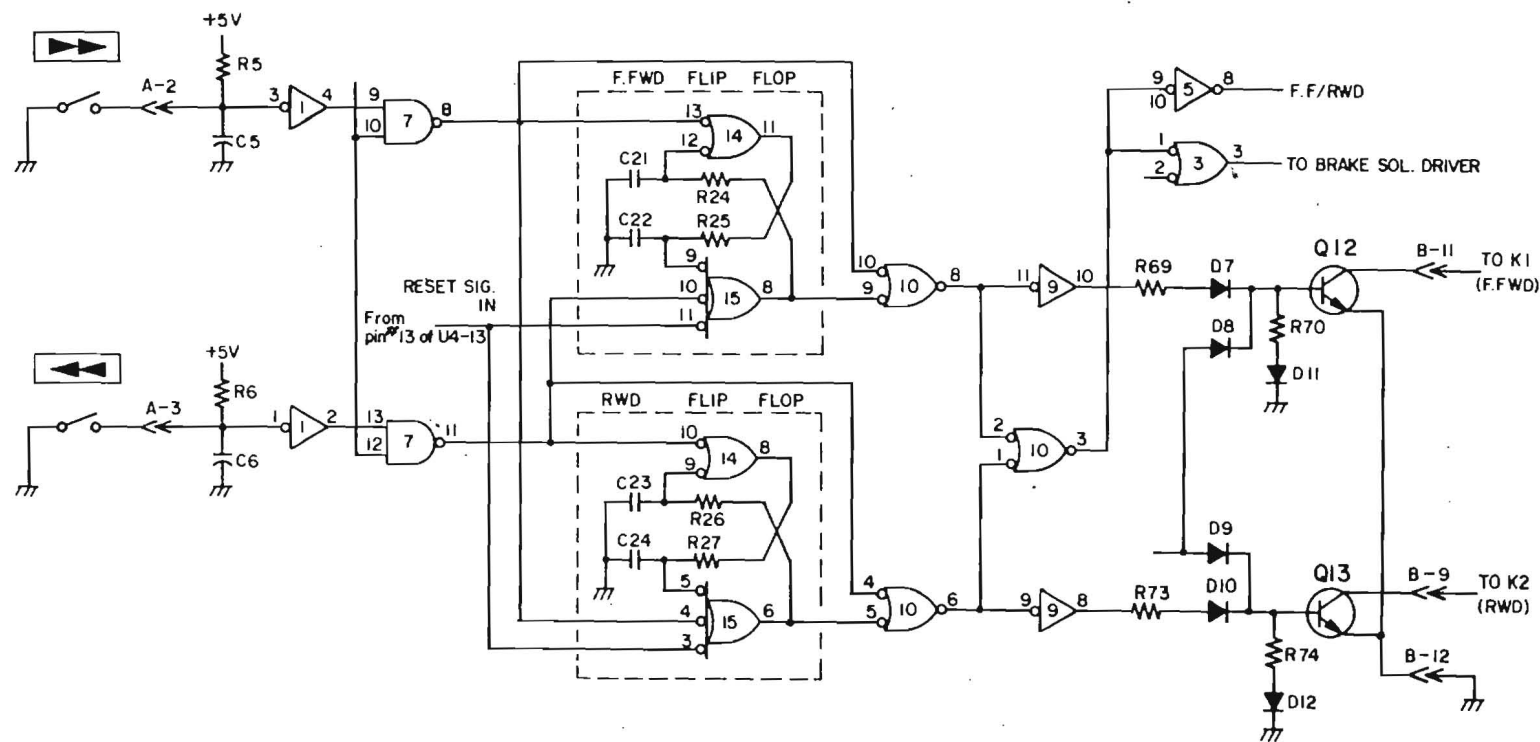 +5V
R5
A-2
3 1 4
C5
9
10
7
8
F.FWD FLIP FLOP
13
12
14
11
C21
R24
C22
R25
9
10
11
15
8
RESET SIG.
IN
From
pin#13 of U4-13
+5V
R6
A-3
1 1 2
C6
13
12
7
11
RWD FLIP FLOP
10
9
14
8
C23
R26
C24
R27
5
4
3
15
6
10
9
10
8
4
5
10
6
2
1
10
3
9
10
5
8
F.F/RWD
1
2
3
3
TO BRAKE SOL. DRIVER
11 9 10
R69
D7
D8
R70
D11
Q12
B-11
TO K1
(F.FWD)
9 9 8
R73
D9
D10
R74
D12
Q13
B-9
TO K2
(RWD)
B-12